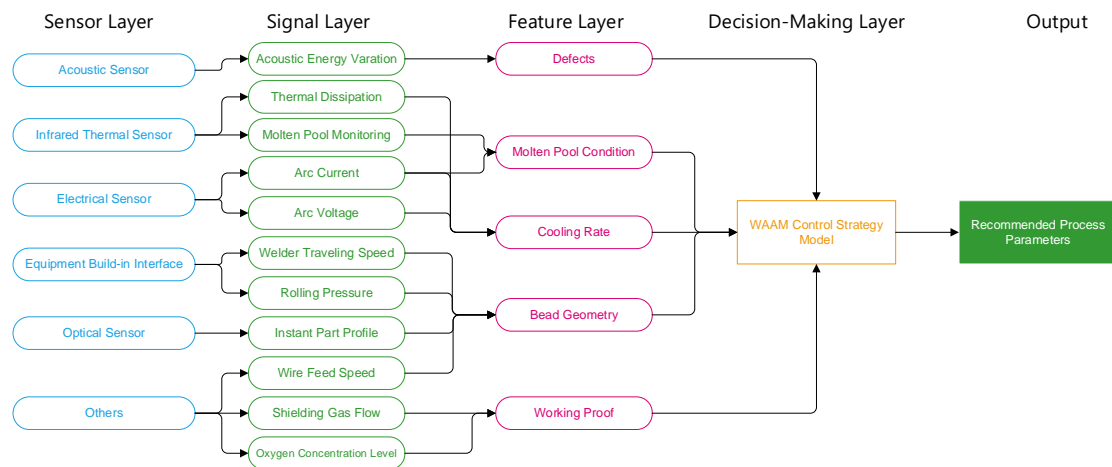 Sensor Layer
Signal Layer
Feature Layer
Decision-Making Layer
Output
Acoustic Sensor
Infrared Thermal Sensor
Electrical Sensor
Equipment Build-in Interface
Optical Sensor
Others
Acoustic Energy Varation
Thermal Dissipation
Molten Pool Monitoring
Arc Current
Arc Voltage
Welder Traveling Speed
Rolling Pressure
Instant Part Profile
Wire Feed Speed
Shielding Gas Flow
Oxygen Concentration Level
Defects
Molten Pool Condition
Cooling Rate
Bead Geometry
Working Proof
WAAM Control Strategy
Model
Recommended Process
Parameters